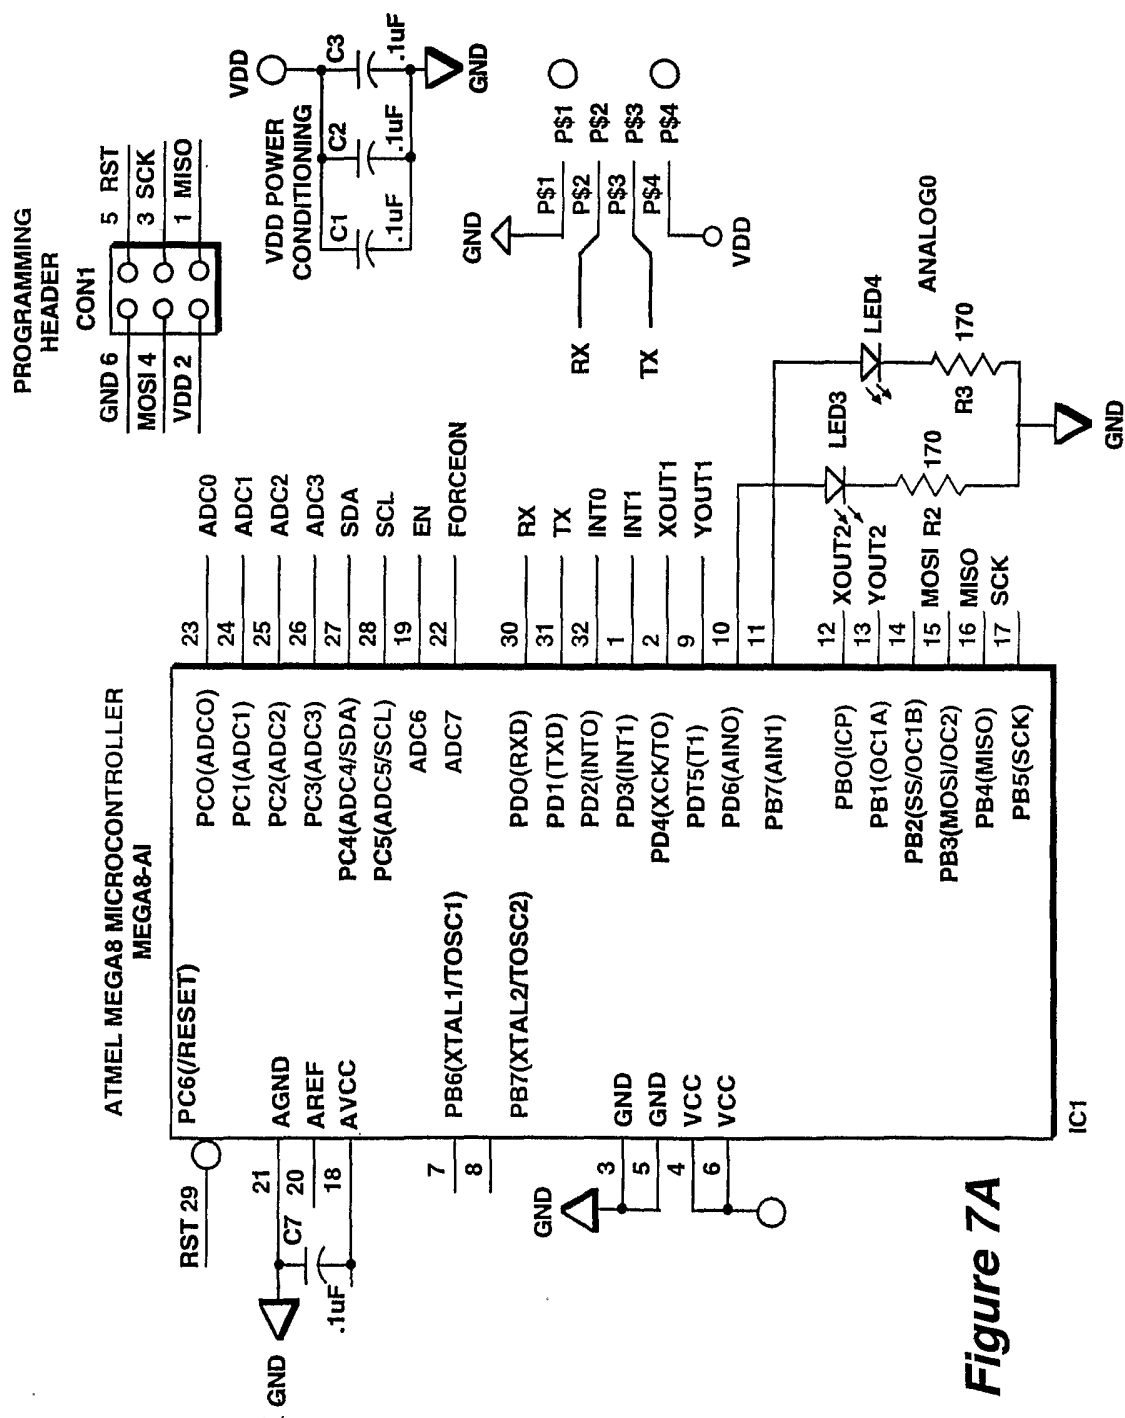 PROGRAMMING
HEADER
CON1
GND 6
MOSI 4
VDD 2
5 RST
3 SCK
1 MISO
VDD
VDD POWER
CONDITIONING
C1
.1uF
C2
.1uF
C3
.1uF
GND
GND
P$1
P$2
P$3
P$4
P$1
P$2
P$3
P$4
RX
TX
VDD
ATMEL MEGA8 MICROCONTROLLER
MEGA8-AI
RST 29
PC6(/RESET)
21
AGND
20
AREF
18
AVCC
C7
.1uF
GND
7
PB6(XTAL1/TOSC1)
8
PB7(XTAL2/TOSC2)
GND
3
GND
5
GND
4
VCC
6
VCC
PCO(ADCO) 23 ADC0
PC1(ADC1) 24 ADC1
PC2(ADC2) 25 ADC2
PC3(ADC3) 26 ADC3
PC4(ADC4/SDA) 27 SDA
PC5(ADC5/SCL) 28 SCL
ADC6 19 EN
ADC7 22 FORCEON
PDO(RXD) 30 RX
PD1(TXD) 31 TX
PD2(INTO) 32 INT0
PD3(INT1) 1 INT1
PD4(XCK/TO) 2 XOUT1
PDT5(T1) 9 YOUT1
PD6(AINO) 10
PB7(AIN1) 11
PBO(ICP) 12 XOUT2
PB1(OC1A) 13 YOUT2
PB2(SS/OC1B) 14
PB3(MOSI/OC2) 15 MOSI
PB4(MISO) 16 MISO
PB5(SCK) 17 SCK
LED3
R2
170
LED4
R3
170
ANALOG0
GND
IC1
Figure 7A